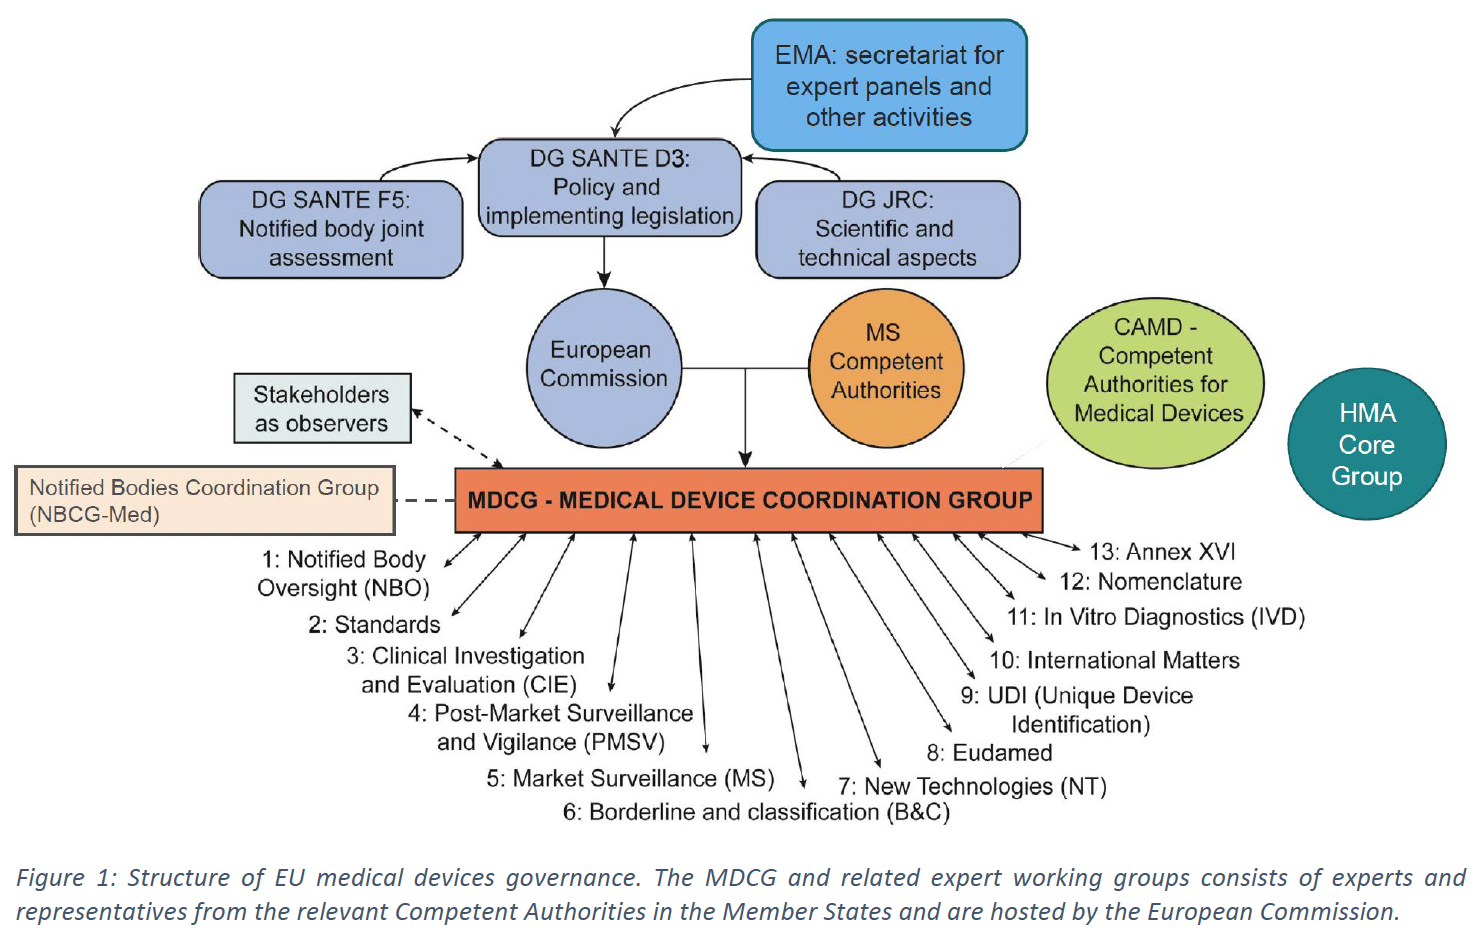 EMA: secretariat for
expert panels and
other activities
DG SANTE D3:
Policy and
implementing legislation
DG SANTE F5:
Notified body joint
assessment
DG JRC:
Scientific and
technical aspects
European
Commission
MS
Competent
Authorities
CAMD -
Competent
Authorities for
Medical Devices
HMA
Core
Group
Stakeholders
as observers
Notified Bodies Coordination Group
(NBCG-Med)
MDCG - MEDICAL DEVICE COORDINATION GROUP
1: Notified Body
Oversight (NBO)
2: Standards
3: Clinical Investigation
and Evaluation (CIE)
4: Post-Market Surveillance
and Vigilance (PMSV)
5: Market Surveillance (MS)
6: Borderline and classification (B&C)
7: New Technologies (NT)
8: Eudamed
9: UDI (Unique Device
Identification)
10: International Matters
11: In Vitro Diagnostics (IVD)
12: Nomenclature
13: Annex XVI
Figure 1: Structure of EU medical devices governance. The MDCG and related expert working groups consists of experts and
representatives from the relevant Competent Authorities in the Member States and are hosted by the European Commission.